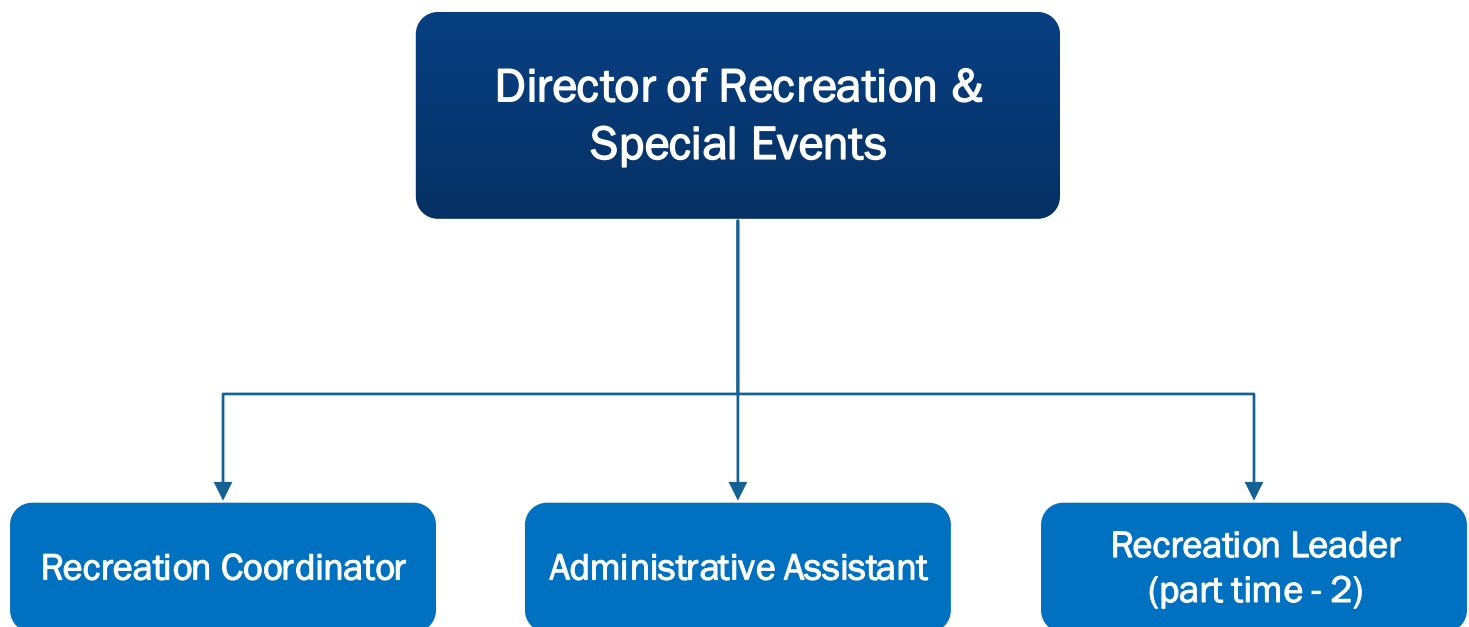 Director of Recreation &
Special Events
Recreation Coordinator
Administrative Assistant
Recreation Leader
(part time - 2)